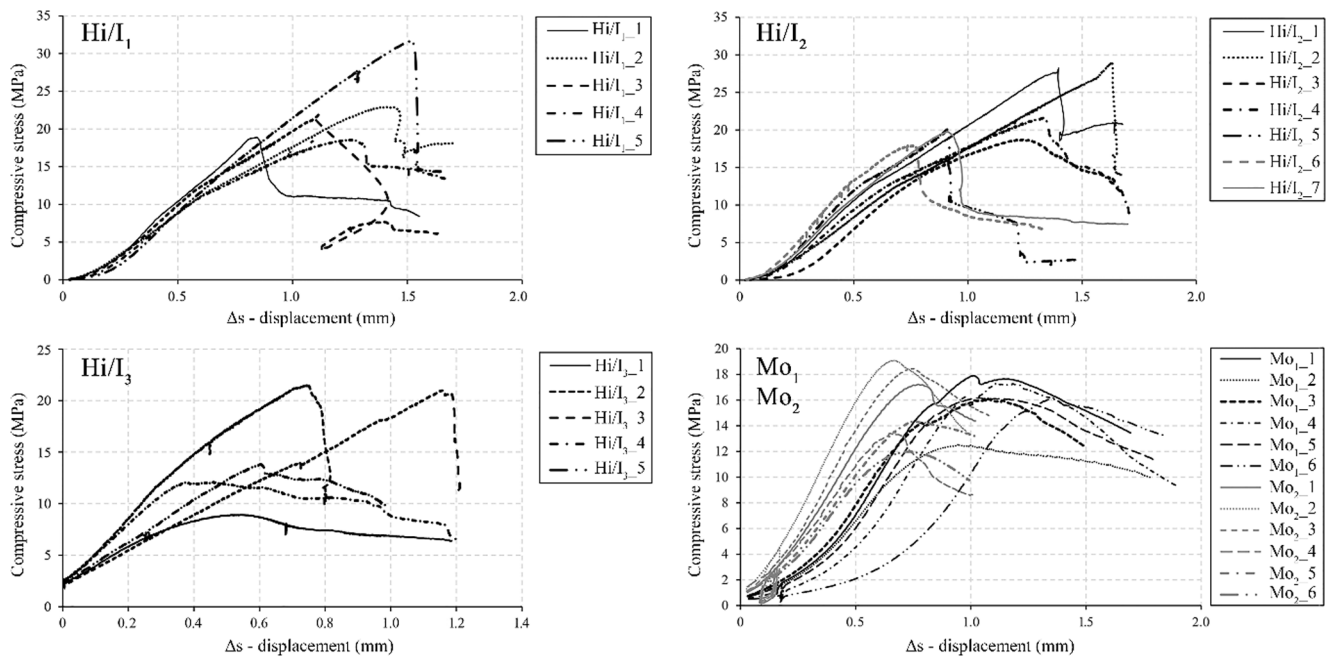 Hi/I1
Compressive stress (MPa)
35
30
25
20
15
10
5
0
0 0.5 1.0 1.5 2.0
Δs - displacement (mm)
Hi/I1_1
Hi/I1_2
Hi/I1_3
Hi/I1_4
Hi/I1_5
Hi/I2
Compressive stress (MPa)
35
30
25
20
15
10
5
0
0 0.5 1.0 1.5 2.0
Δs - displacement (mm)
Hi/I2_1
Hi/I2_2
Hi/I2_3
Hi/I2_4
Hi/I2_5
Hi/I2_6
Hi/I2_7
Hi/I3
Compressive stress (MPa)
25
20
15
10
5
0
0.0 0.2 0.4 0.6 0.8 1.0 1.2 1.4
Δs - displacement (mm)
Hi/I3_1
Hi/I3_2
Hi/I3_3
Hi/I3_4
Hi/I3_5
Mo1
Mo2
Compressive stress (MPa)
20
18
16
14
12
10
8
6
4
2
0
0.0 0.5 1.0 1.5 2.0
Δs - displacement (mm)
Mo1_1
Mo1_2
Mo1_3
Mo1_4
Mo1_5
Mo1_6
Mo2_1
Mo2_2
Mo2_3
Mo2_4
Mo2_5
Mo2_6